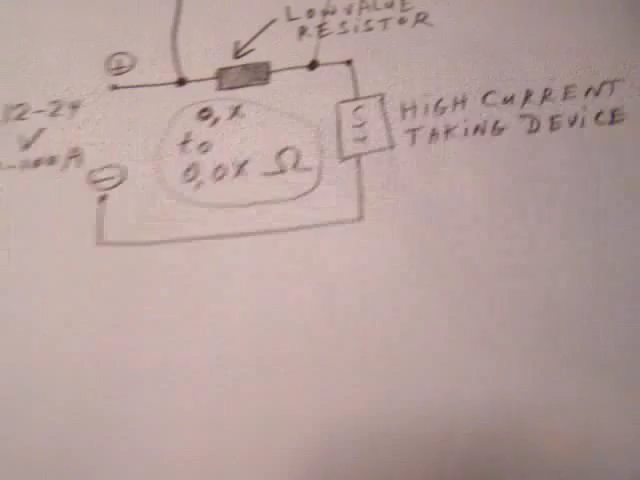 LOW VALUE
RESISTOR
+
12-24
V
A
-
0,X
to
0,0X Ω
HIGH CURRENT
TAKING DEVICE